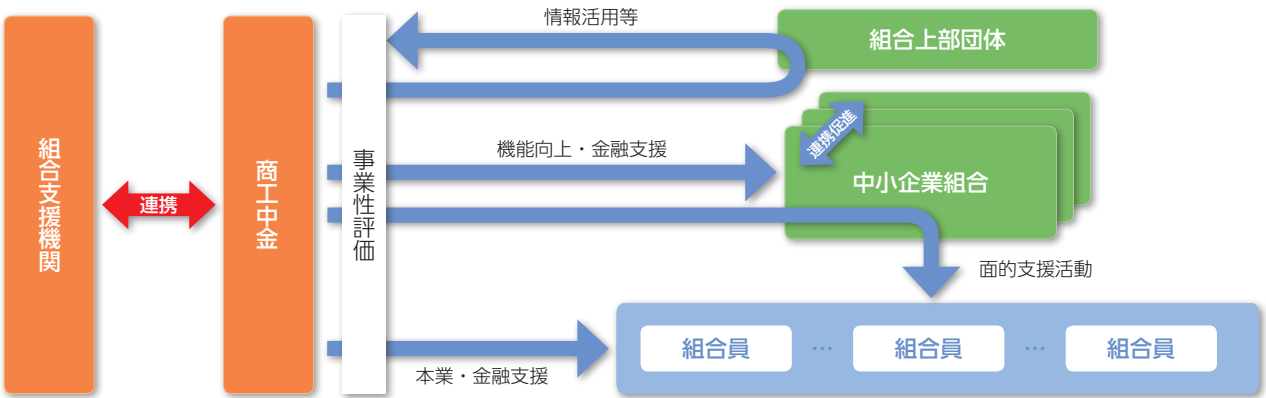 組合支援機関
連携
商工中金
事業性評価
情報活用等
組合上部団体
連携促進
機能向上・金融支援
中小企業組合
面的支援活動
組合員 … 組合員 … 組合員
本業・金融支援